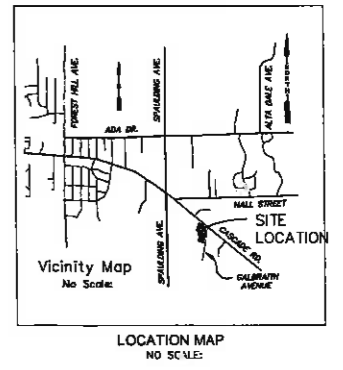 FOREST HILL AVE.
SPAULDING AVE.
ALTA DALE AVE.
NORTH
ADA DR.
HALL STREET
SITE
LOCATION
CASCADE RD.
Vicinity Map
No Scale:
SPAULDING AVE.
GALBRAITH
AVENUE
LOCATION MAP
NO SCALE: